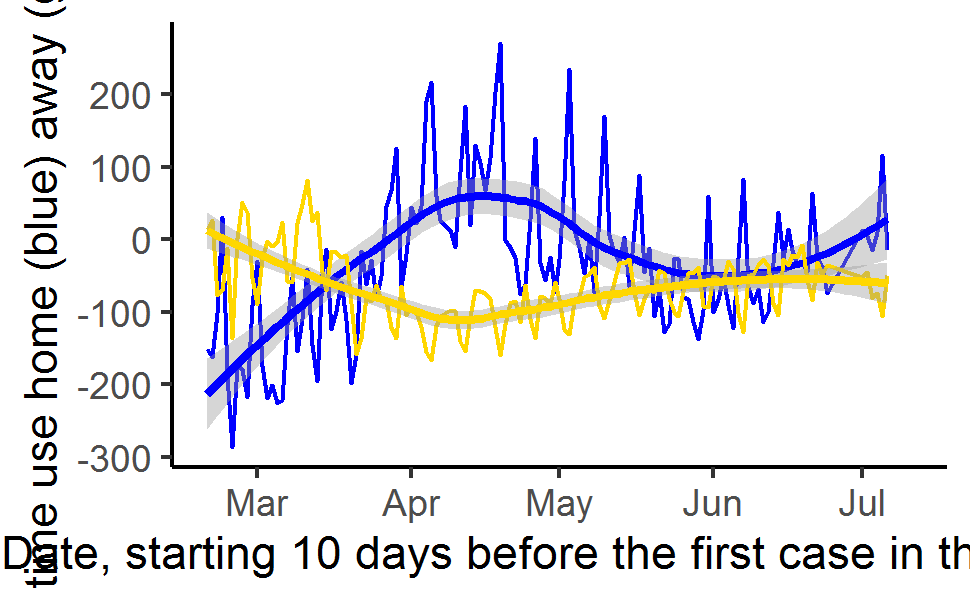 time use home (blue) away (g
200
100
0
-100
-200
-300
Mar Apr May Jun Jul
Date, starting 10 days before the first case in th